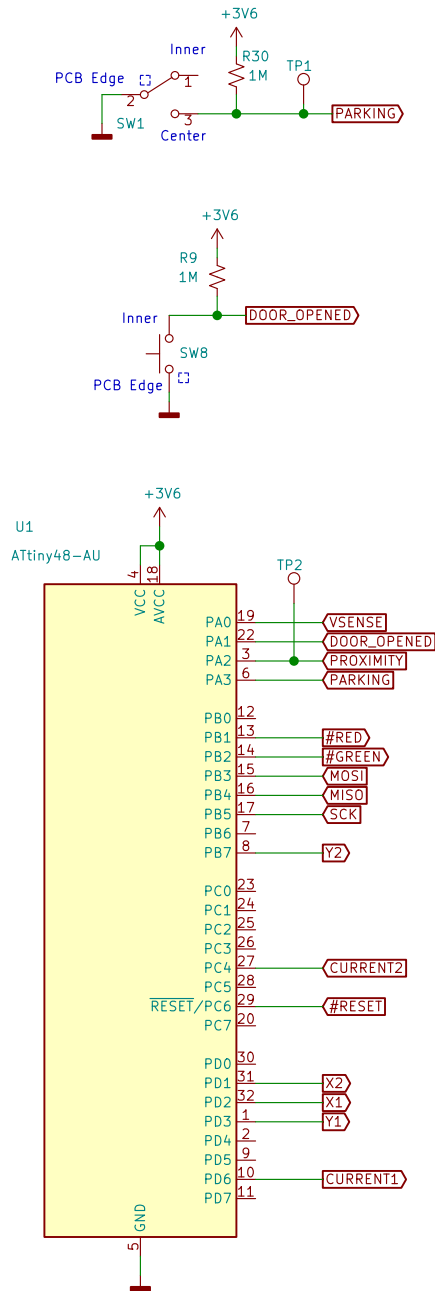 +3V6
Inner
R30
1M
TP1
PCB Edge
1
2
PARKING
SW1
3
Center
+3V6
R9
1M
Inner
DOOR_OPENED
SW8
PCB Edge
+3V6
U1
ATtiny48-AU
TP2
4
18
VCC
AVCC
PA0 19 VSENSE
PA1 22 DOOR_OPENED
PA2 3 PROXIMITY
PA3 6 PARKING
PB0 12
PB1 13 #RED
PB2 14 #GREEN
PB3 15 MOSI
PB4 16 MISO
PB5 17 SCK
PB6 7
PB7 8 Y2
PC0 23
PC1 24
PC2 25
PC3 26
PC4 27 CURRENT2
PC5 28
RESET/PC6 29 #RESET
PC7 20
PD0 30
PD1 31 X2
PD2 32 X1
PD3 1 Y1
PD4 2
PD5 9
PD6 10 CURRENT1
PD7 11
GND
5